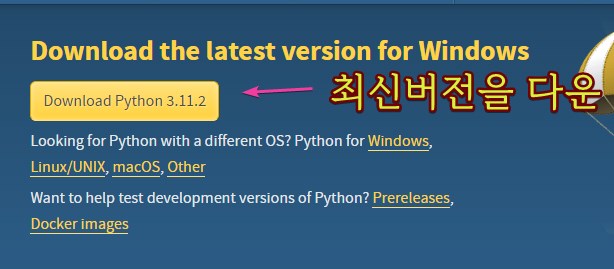 Download the latest version for Windows
Download Python 3.11.2
최신버전을 다운
Looking for Python with a different OS? Python for Windows,
Linux/UNIX, macOS, Other
Want to help test development versions of Python? Prereleases,
Docker images